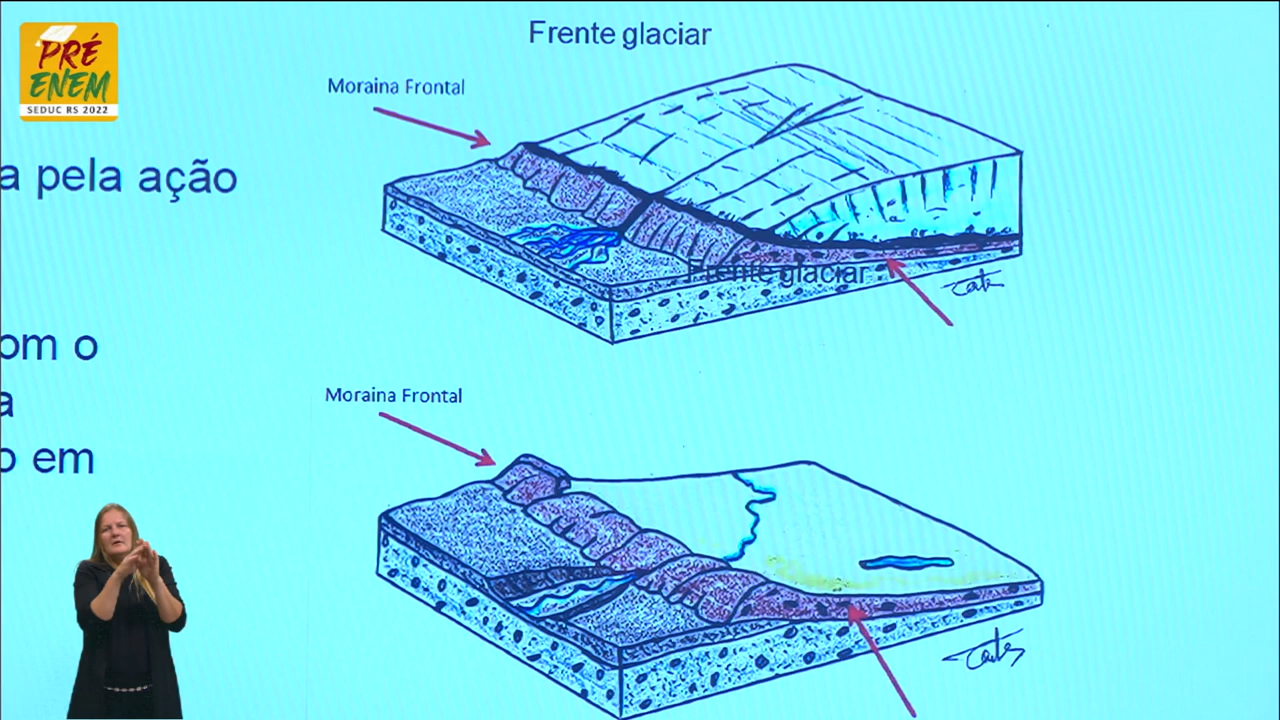 PRÉ
ENEM
SEDUC RS 2022
Frente glaciar
Moraina Frontal
a pela ação
Frente glaciar
om o
Moraina Frontal
a
o em